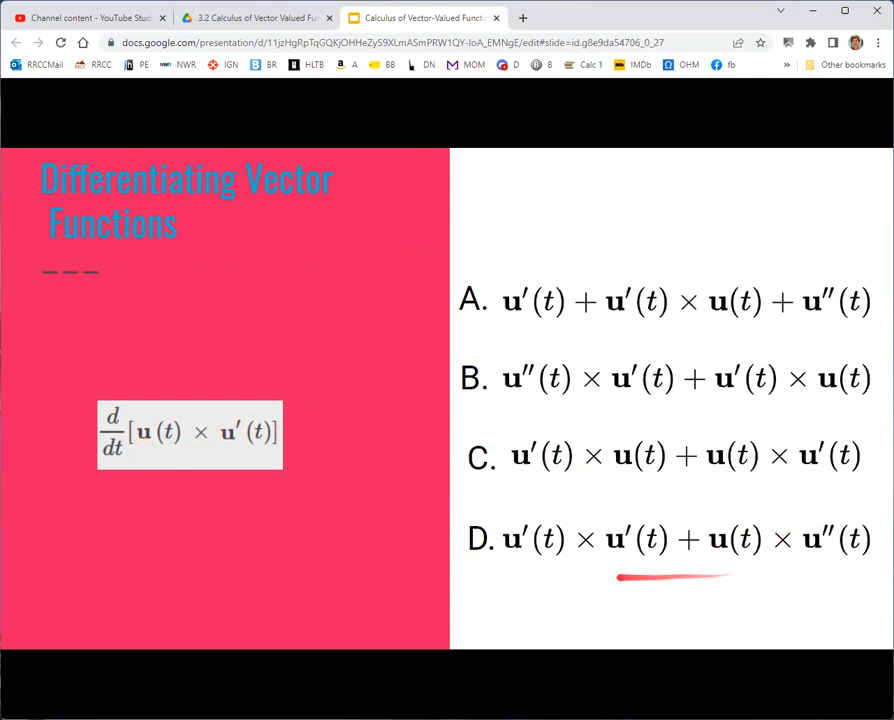 Channel content - YouTube Stud
3.2 Calculus of Vector Valued Fun
Calculus of Vector-Valued Functi
docs.google.com/presentation/d/11jzHgRpTqGQKjOHHeZyS9XLmASmPRW1QY-IoA_EMNgE/edit#slide=id.g8e9da54706_0_27
RRCCMail RRCC PE NWR IGN BR HLTB AA BB DN MOM D B Calc 1 IMDb OHM fb » Other bookmarks
Differentiating Vector
Functions
A. u′(t) + u′(t) × u(t) + u″(t)
B. u″(t) × u′(t) + u′(t) × u(t)
d/dt [u (t) × u′ (t)]
C. u′(t) × u(t) + u(t) × u′(t)
D. u′(t) × u′(t) + u(t) × u″(t)